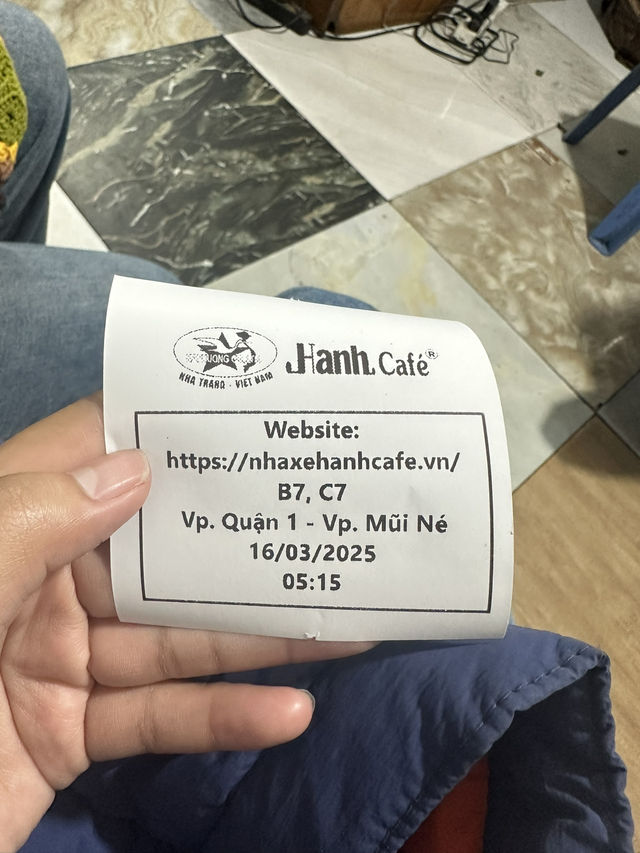 Hanh Café®
NHA TRANG - VIET NAM
Website:
https://nhaxehanhcafe.vn/
B7, C7
Vp. Quận 1 - Vp. Mũi Né
16/03/2025
05:15